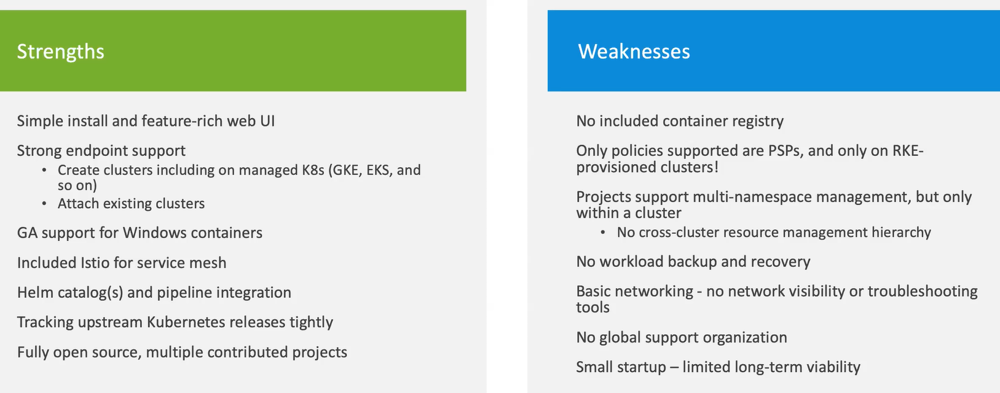 Strengths
Simple install and feature-rich web UI
Strong endpoint support
• Create clusters including on managed K8s (GKE, EKS, and
so on)
• Attach existing clusters
GA support for Windows containers
Included Istio for service mesh
Helm catalog(s) and pipeline integration
Tracking upstream Kubernetes releases tightly
Fully open source, multiple contributed projects
Weaknesses
No included container registry
Only policies supported are PSPs, and only on RKE-
provisioned clusters!
Projects support multi-namespace management, but only
within a cluster
• No cross-cluster resource management hierarchy
No workload backup and recovery
Basic networking - no network visibility or troubleshooting
tools
No global support organization
Small startup – limited long-term viability